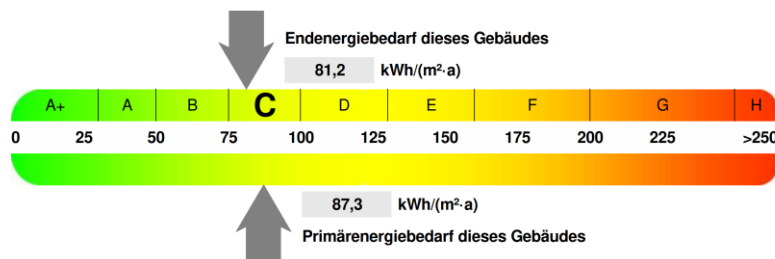 Endenergiebedarf dieses Gebäudes
81,2 kWh/(m²·a)
A+ A B C D E F G H
0 25 50 75 100 125 150 175 200 225 >250
87,3 kWh/(m²·a)
Primärenergiebedarf dieses Gebäudes